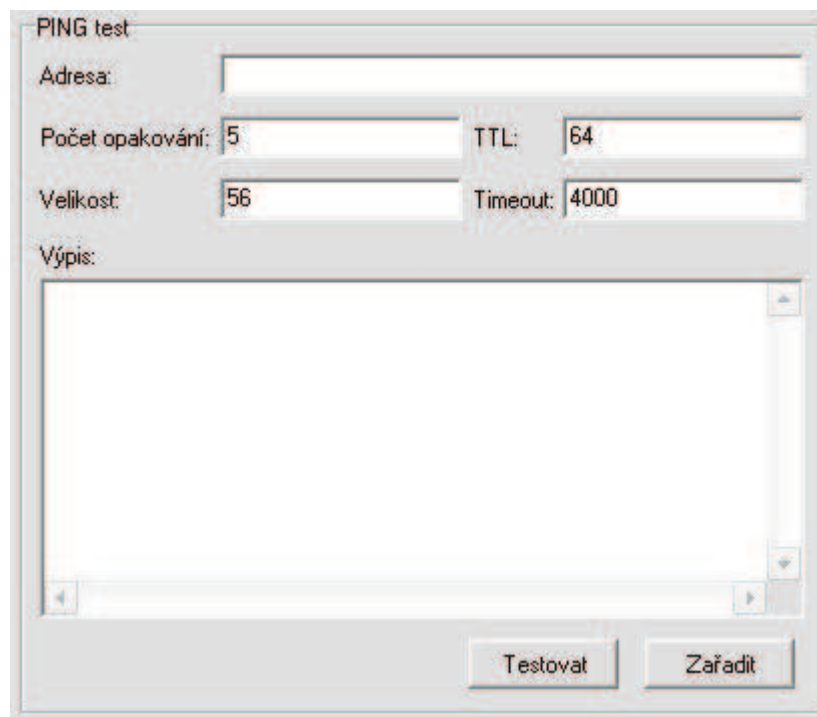 PING test
Adresa:
Počet opakování: 5 TTL: 64
Velikost: 56 Timeout: 4000
Výpis:
Testovat Zařadit